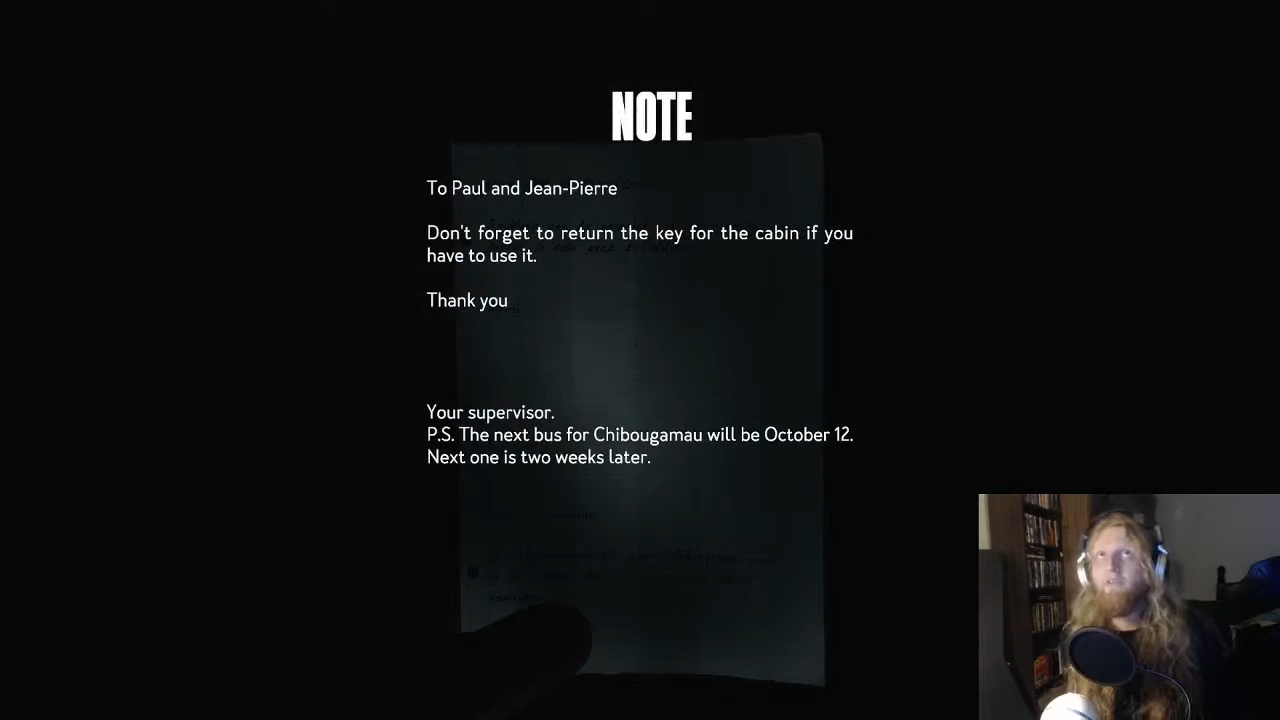 NOTE
To Paul and Jean-Pierre
Don't forget to return the key for the cabin if you
have to use it.
Thank you
Your supervisor.
P.S. The next bus for Chibougamau will be October 12.
Next one is two weeks later.